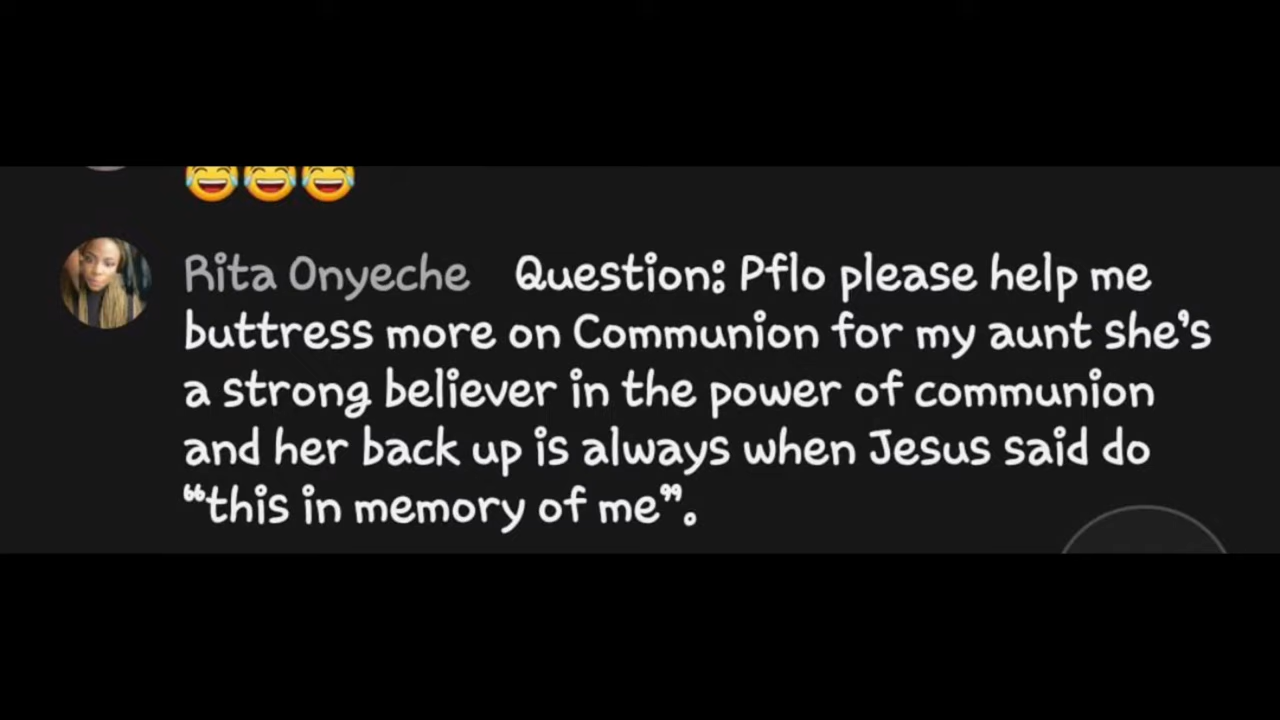 😂😂😂
Rita Onyeche Question: Pflo please help me
buttress more on Communion for my aunt she's
a strong believer in the power of communion
and her back up is always when Jesus said do
“this in memory of me”.